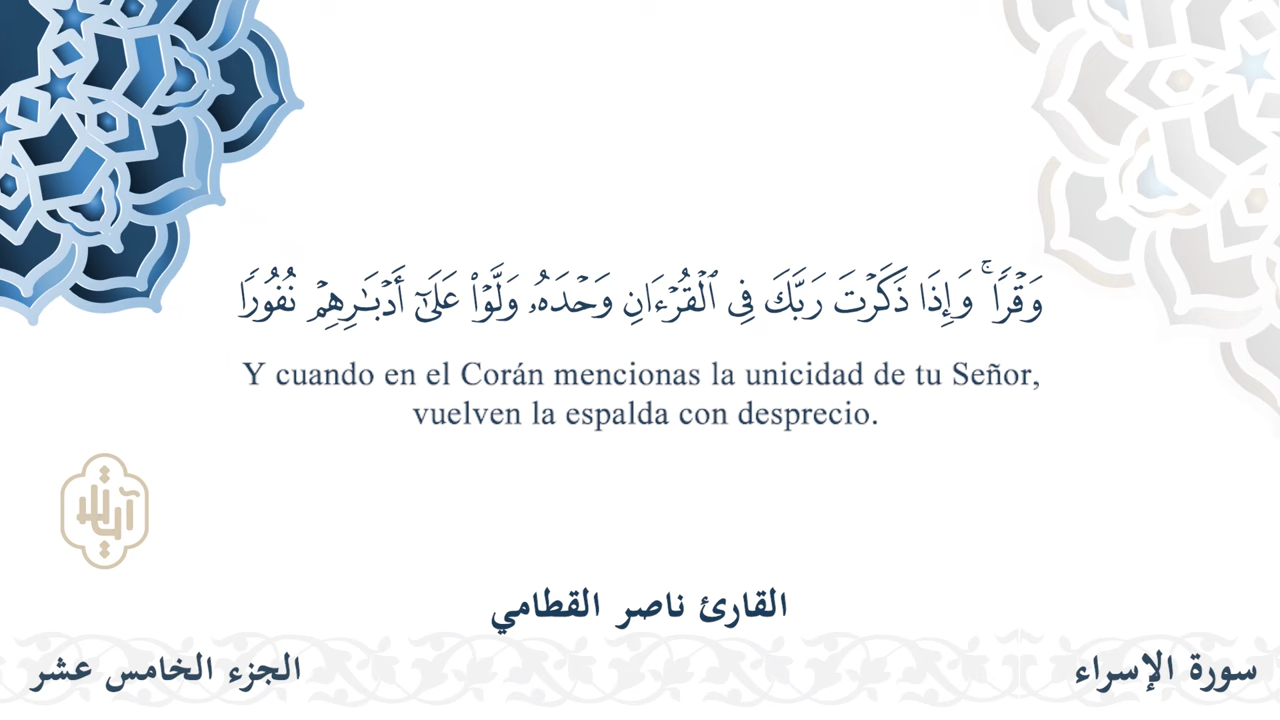 وَقْرًا ۚ وَإِذَا ذَكَرْتَ رَبَّكَ فِى ٱلْقُرْءَانِ وَحْدَهُۥ وَلَّوْا۟ عَلَىٰٓ أَدْبَـٰرِهِمْ نُفُورًا
Y cuando en el Corán mencionas la unicidad de tu Señor,
vuelven la espalda con desprecio.
القارئ ناصر القطامي
سورة الإسراء
الجزء الخامس عشر